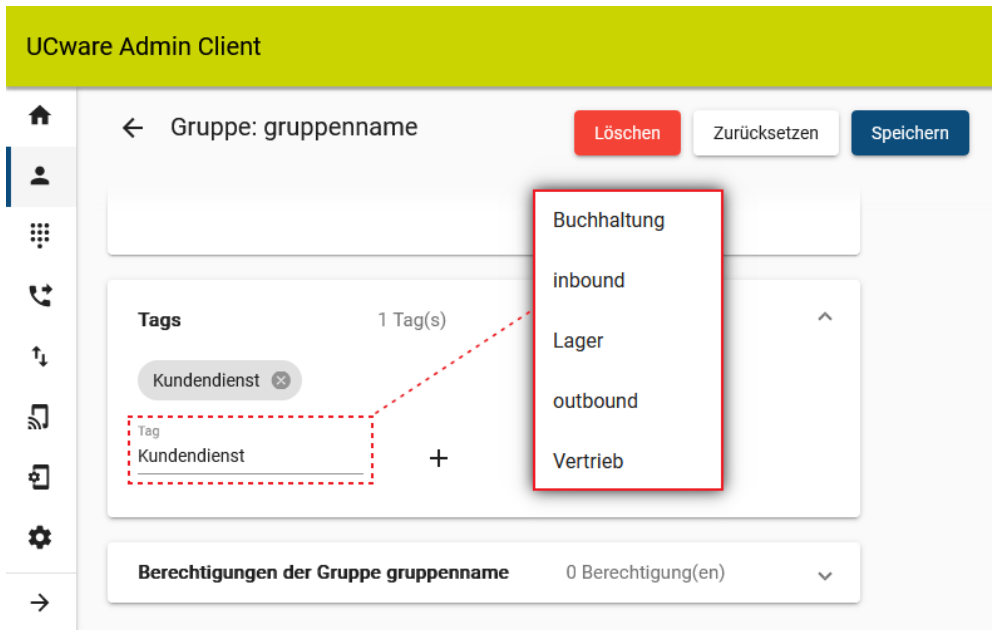 UCware Admin Client
Gruppe: gruppenname
Löschen
Zurücksetzen
Speichern
Buchhaltung
inbound
Lager
outbound
Vertrieb
Tags
1 Tag(s)
Kundendienst
Tag
Kundendienst
Berechtigungen der Gruppe gruppenname
0 Berechtigung(en)